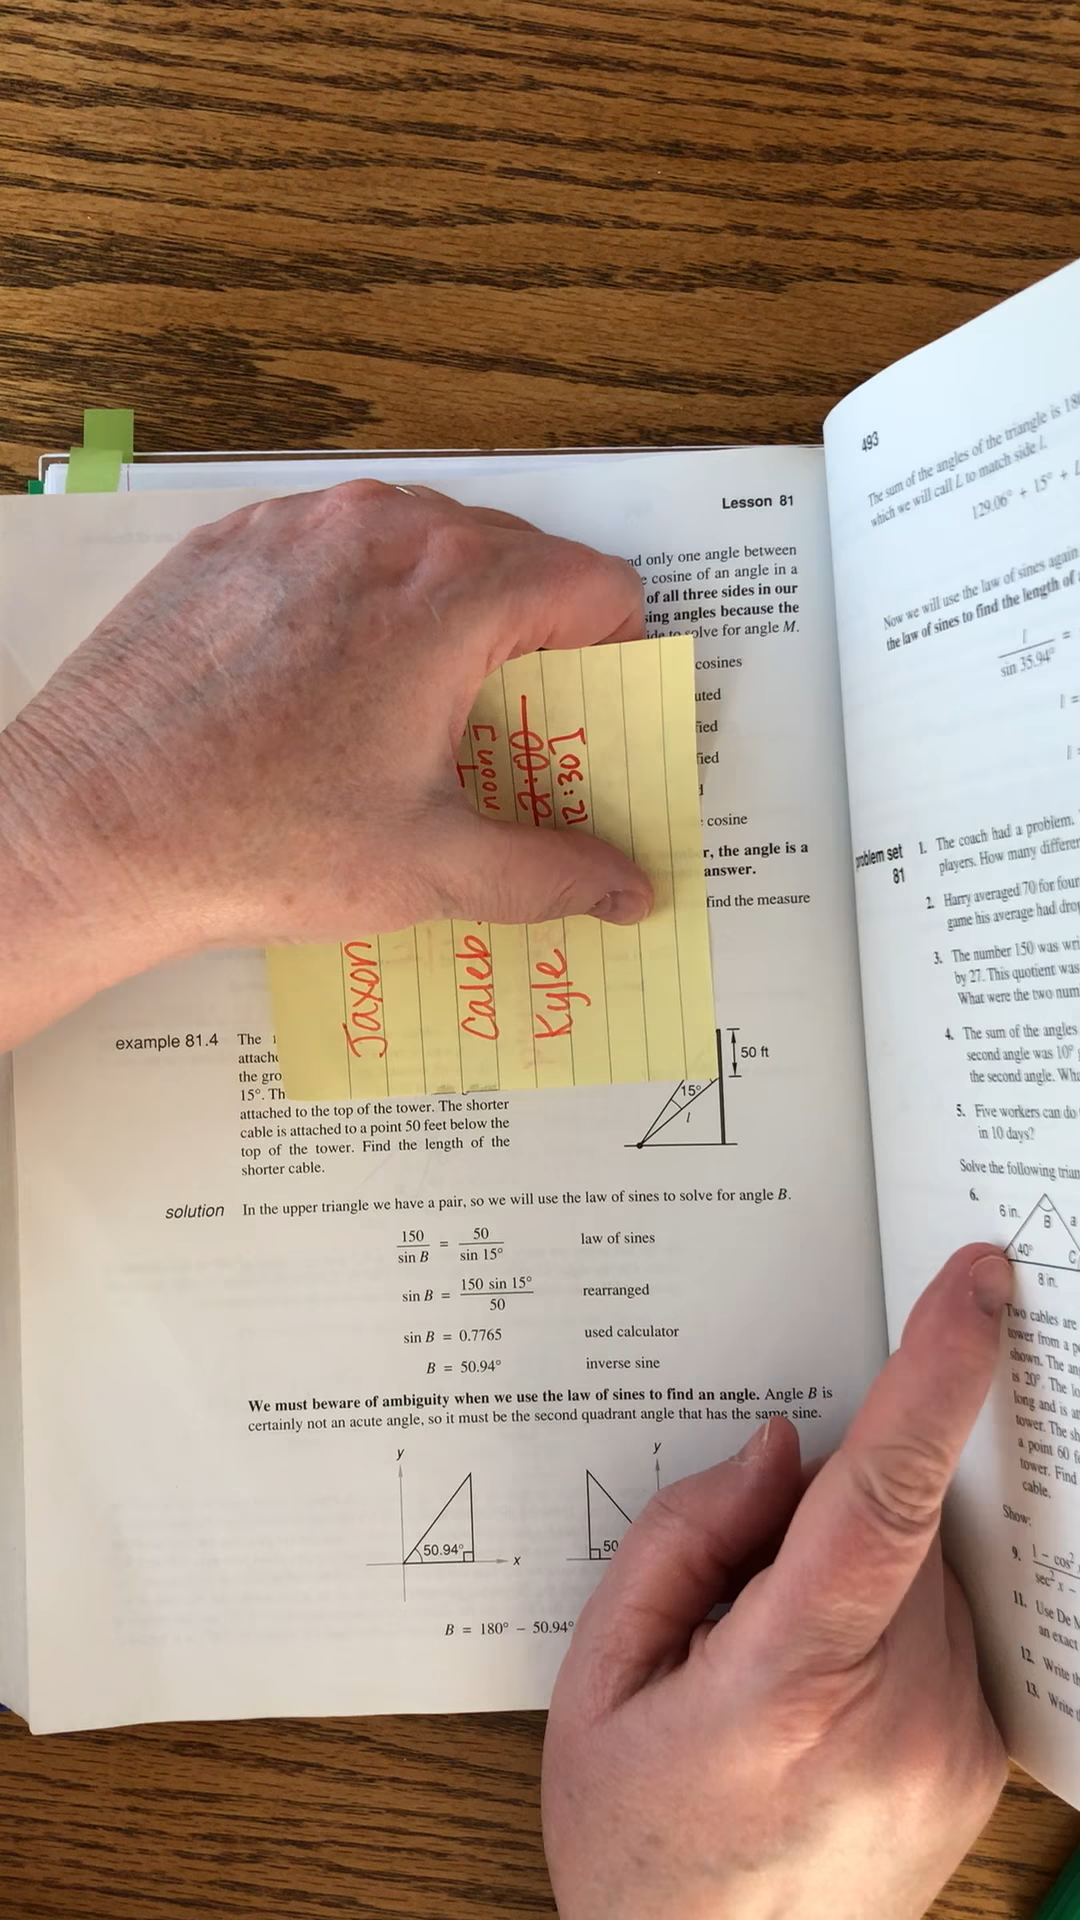 Lesson 81
nd only one angle between
cosine of an angle in a
of all three sides in our
sing angles because the
solve for angle M.
cosines
uted
fied
fied
cosine
r, the angle is a
answer.
find the measure
Jaxon
Caleb
noon]
Kyle 2:00
12:30]
example 81.4 The
attache
the gro
15°. Th
attached to the top of the tower. The shorter
cable is attached to a point 50 feet below the
top of the tower. Find the length of the
shorter cable.
50 ft
15°
l
solution In the upper triangle we have a pair, so we will use the law of sines to solve for angle B.
150 / sin B = 50 / sin 15° law of sines
sin B = 150 sin 15° / 50 rearranged
sin B = 0.7765 used calculator
B = 50.94° inverse sine
We must beware of ambiguity when we use the law of sines to find an angle. Angle B is
certainly not an acute angle, so it must be the second quadrant angle that has the same sine.
y
50.94°
x
y
50
B = 180° − 50.94°
493
The sum of the angles of the triangle is 18
which we will call L to match side l.
129.06° + 15° + L
Now we will use the law of sines again
the law of sines to find the length of
l / sin 35.94° =
l =
l =
problem set
81
1. The coach had a problem.
players. How many differen
2. Harry averaged 70 for four
game his average had drop
3. The number 150 was wri
by 27. This quotient was
What were the two num
4. The sum of the angles
second angle was 10°
the second angle. Wha
5. Five workers can do
in 10 days?
Solve the following trian
6.
6 in.
B
a
40°
C
8 in.
Two cables are
tower from a p
shown. The an
is 20°. The lo
long and is at
tower. The sh
a point 60 f
tower. Find
cable.
Show:
9. 1 − cos²
sec² x −
11. Use De M
an exact
12. Write th
13. Write t